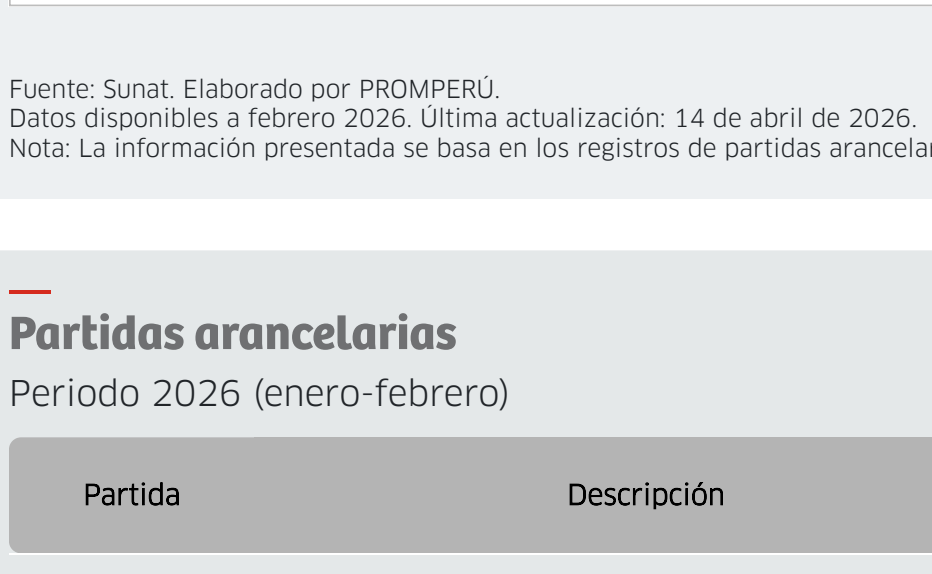 Fuente: Sunat. Elaborado por PROMPERÚ.
Datos disponibles a febrero 2026. Última actualización: 14 de abril de 2026.
Nota: La información presentada se basa en los registros de partidas
Partidas arancelarias
Periodo 2026 (enero-febrero)
Partida Descripción